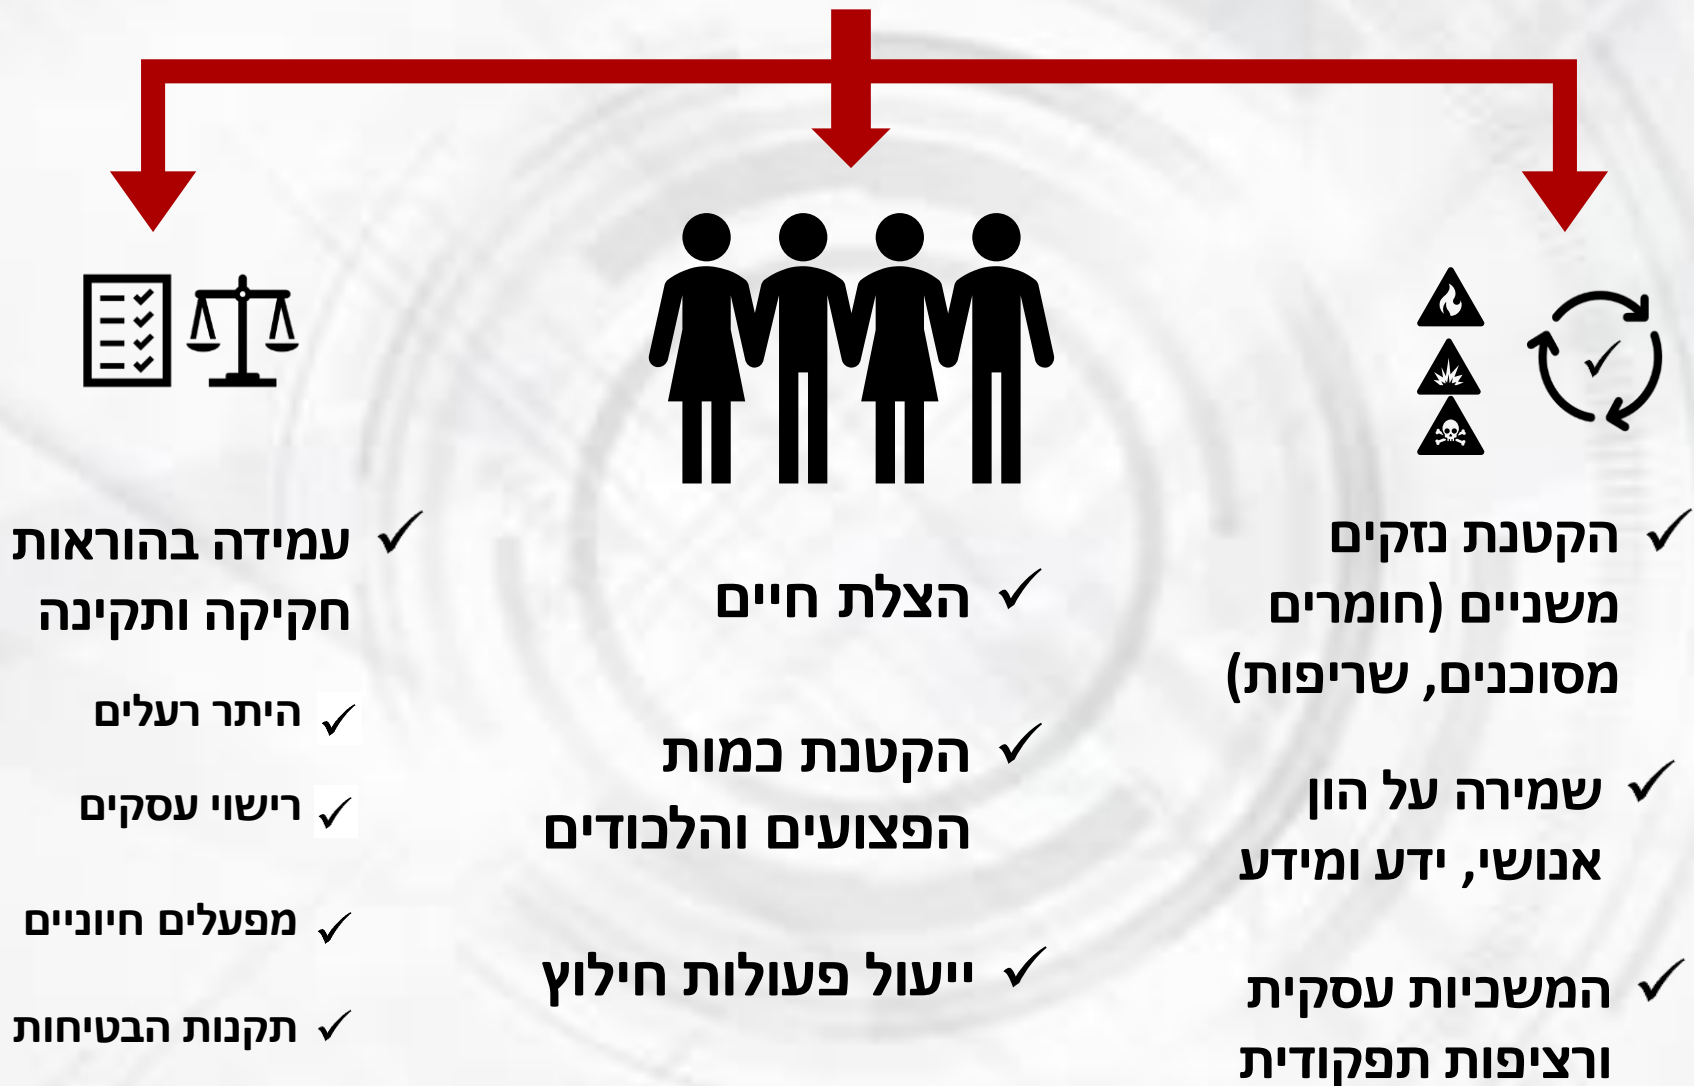 הקטנת נזקים
משניים (חומרים
מסוכנים, שריפות)
שמירה על הון
אנושי, ידע ומידע
המשכיות עסקית
ורציפות תפקודית
הצלת חיים
הקטנת כמות
הפצועים והלכודים
ייעול פעולות חילוץ
עמידה בהוראות
חקיקה ותקינה
היתר רעלים
רישוי עסקים
מפעלים חיוניים
תקנות הבטיחות